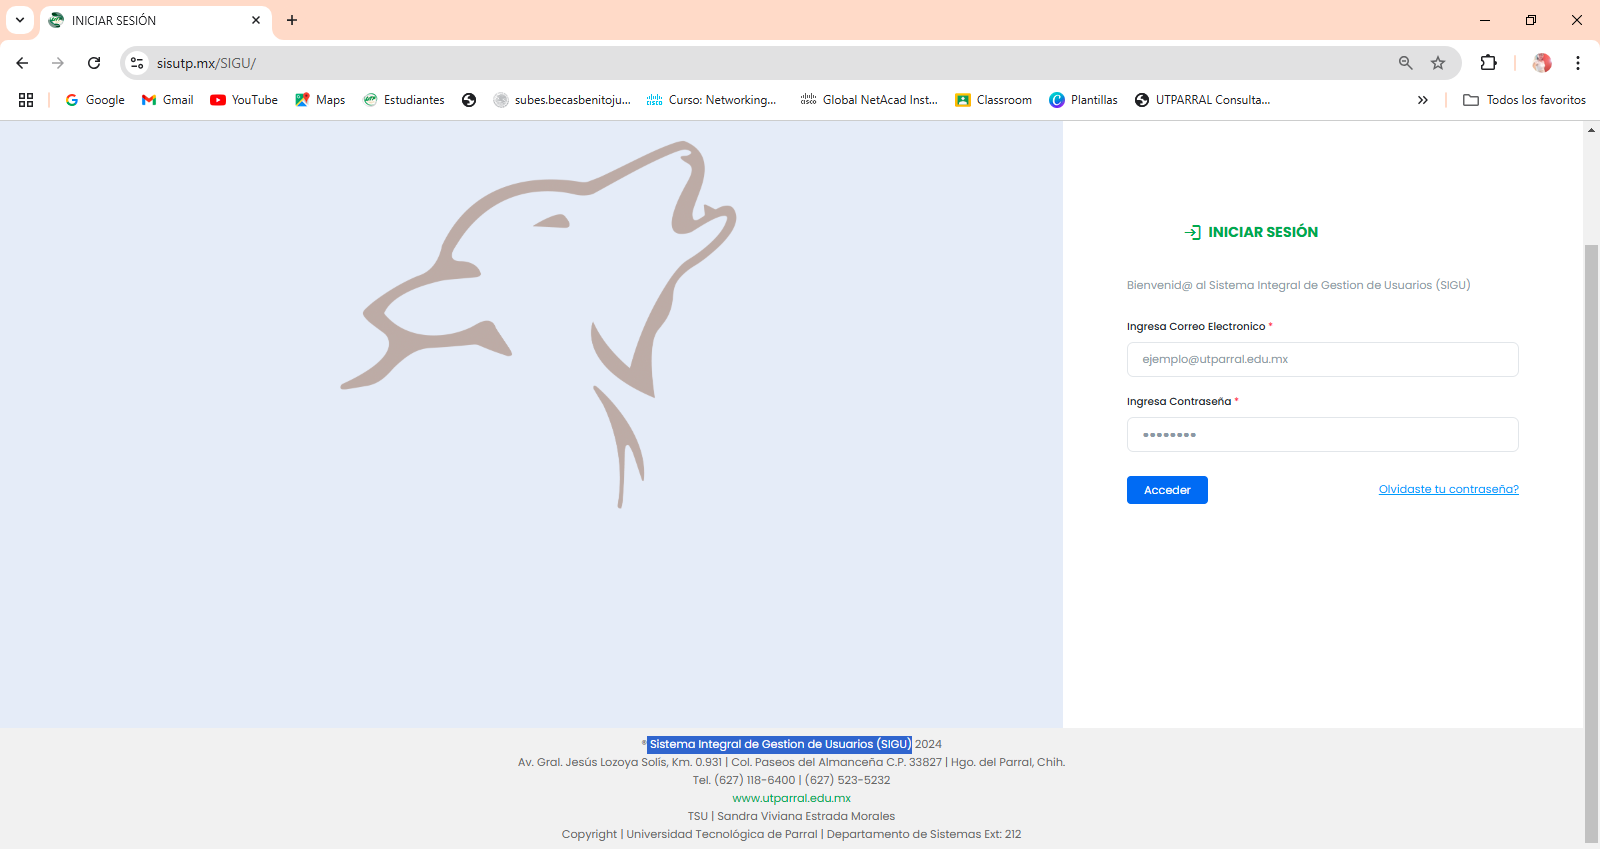 INICIAR SESIÓN
sisutp.mx/SIGU/
Google
Gmail
YouTube
Maps
Estudiantes
subes.becasbenitoju...
Curso: Networking...
Global NetAcad Inst...
Classroom
Plantillas
UTPARRAL Consulta...
Todos los favoritos
INICIAR SESIÓN
Bienvenid@ al Sistema Integral de Gestion de Usuarios (SIGU)
Ingresa Correo Electronico *
ejemplo@utparral.edu.mx
Ingresa Contraseña *
Acceder
Olvidaste tu contraseña?
® Sistema Integral de Gestion de Usuarios (SIGU) 2024
Av. Gral. Jesús Lozoya Solís, Km. 0.931 | Col. Paseos del Almanceña C.P. 33827 | Hgo. del Parral, Chih.
Tel. (627) 118-6400 | (627) 523-5232
www.utparral.edu.mx
TSU | Sandra Viviana Estrada Morales
Copyright | Universidad Tecnológica de Parral | Departamento de Sistemas Ext: 212